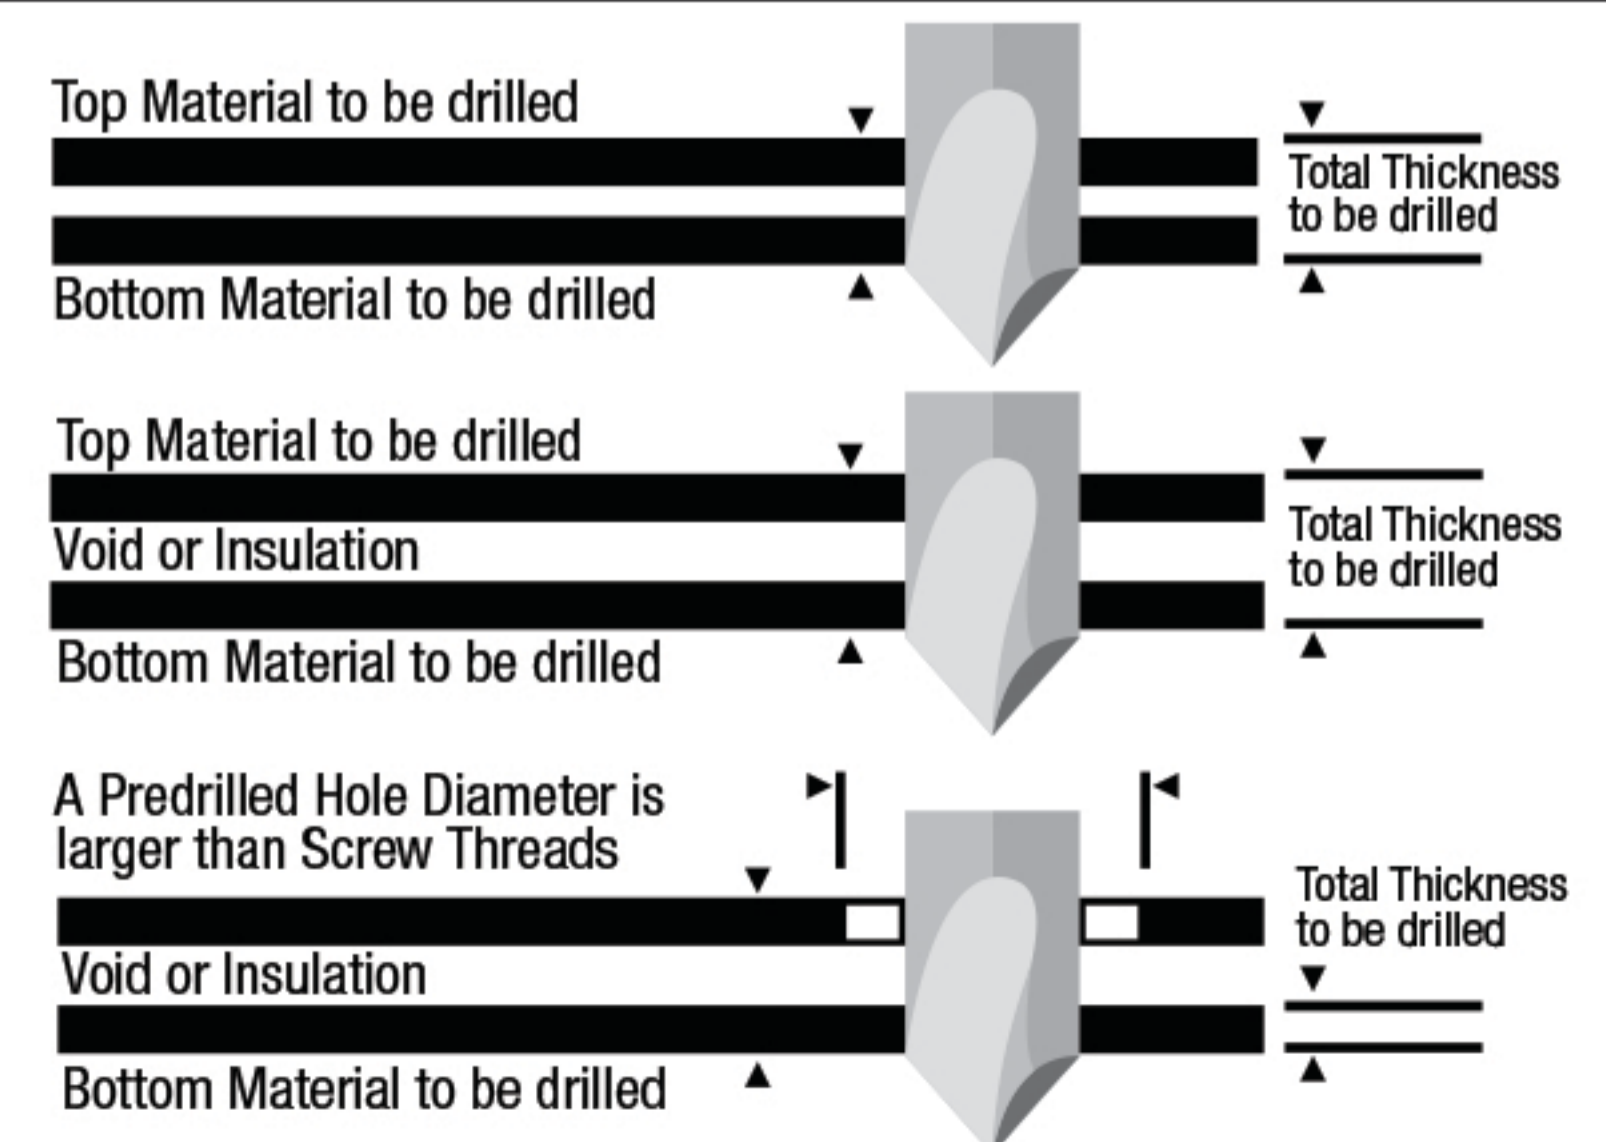 Top Material to be drilled
Total Thickness
to be drilled
Bottom Material to be drilled
Top Material to be drilled
Void or Insulation
Total Thickness
to be drilled
Bottom Material to be drilled
A Predrilled Hole Diameter is
larger than Screw Threads
Total Thickness
to be drilled
Void or Insulation
Bottom Material to be drilled